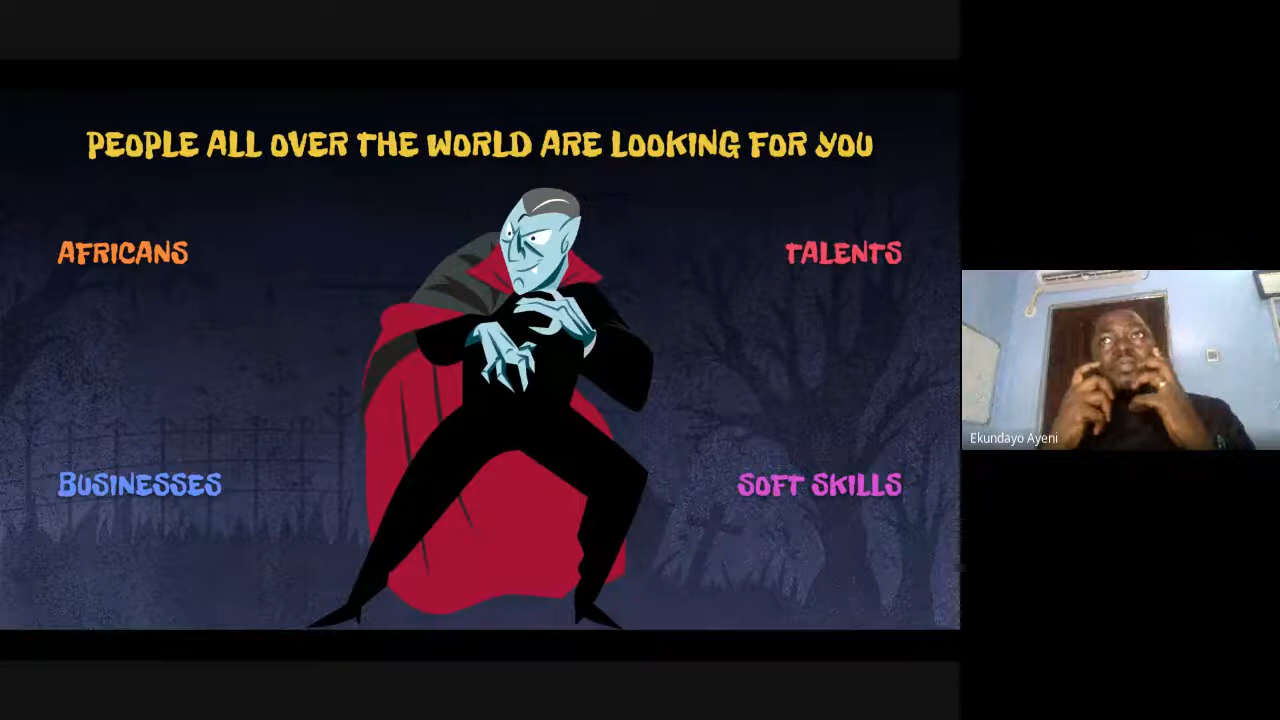 PEOPLE ALL OVER THE WORLD ARE LOOKING FOR YOU
AFRICANS
TALENTS
BUSINESSES
SOFT SKILLS
Ekundayo Ayeni